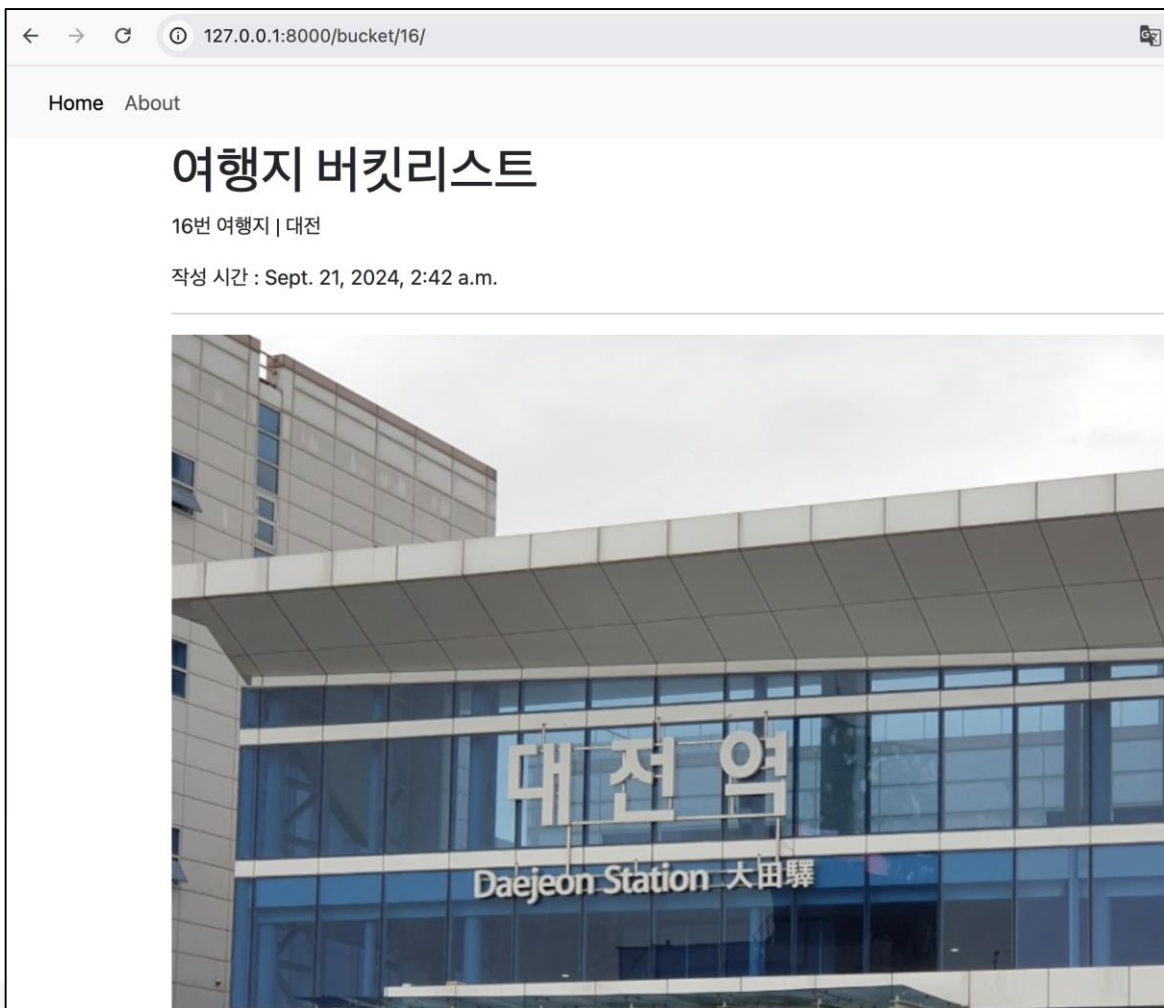 127.0.0.1:8000/bucket/16/
Home About
여행지 버킷리스트
16번 여행지 | 대전
작성 시간 : Sept. 21, 2024, 2:42 a.m.
대전역
Daejeon Station 大田驛